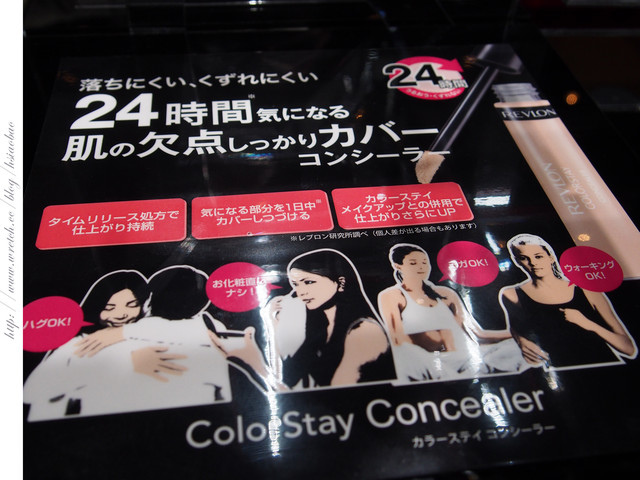 落ちにくい、くずれにくい
24時間※気になる
肌の欠点しっかりカバー
コンシーラー
24時間
REVLON
REVLON
タイムリリース処方で
仕上がり持続
気になる部分を1日中※
カバーしつづける
カラーステイ
メイクアップとの併用で
仕上がりさらにUP
※レブロン研究所調べ(個人差が出る場合もあります)
ハグOK!
お化粧直し
ナシ!
ヨガOK!
ウォーキング
OK!
ColorStay Concealer
カラーステイ コンシーラー
http://www.wretch.cc/blog/hsiaobao